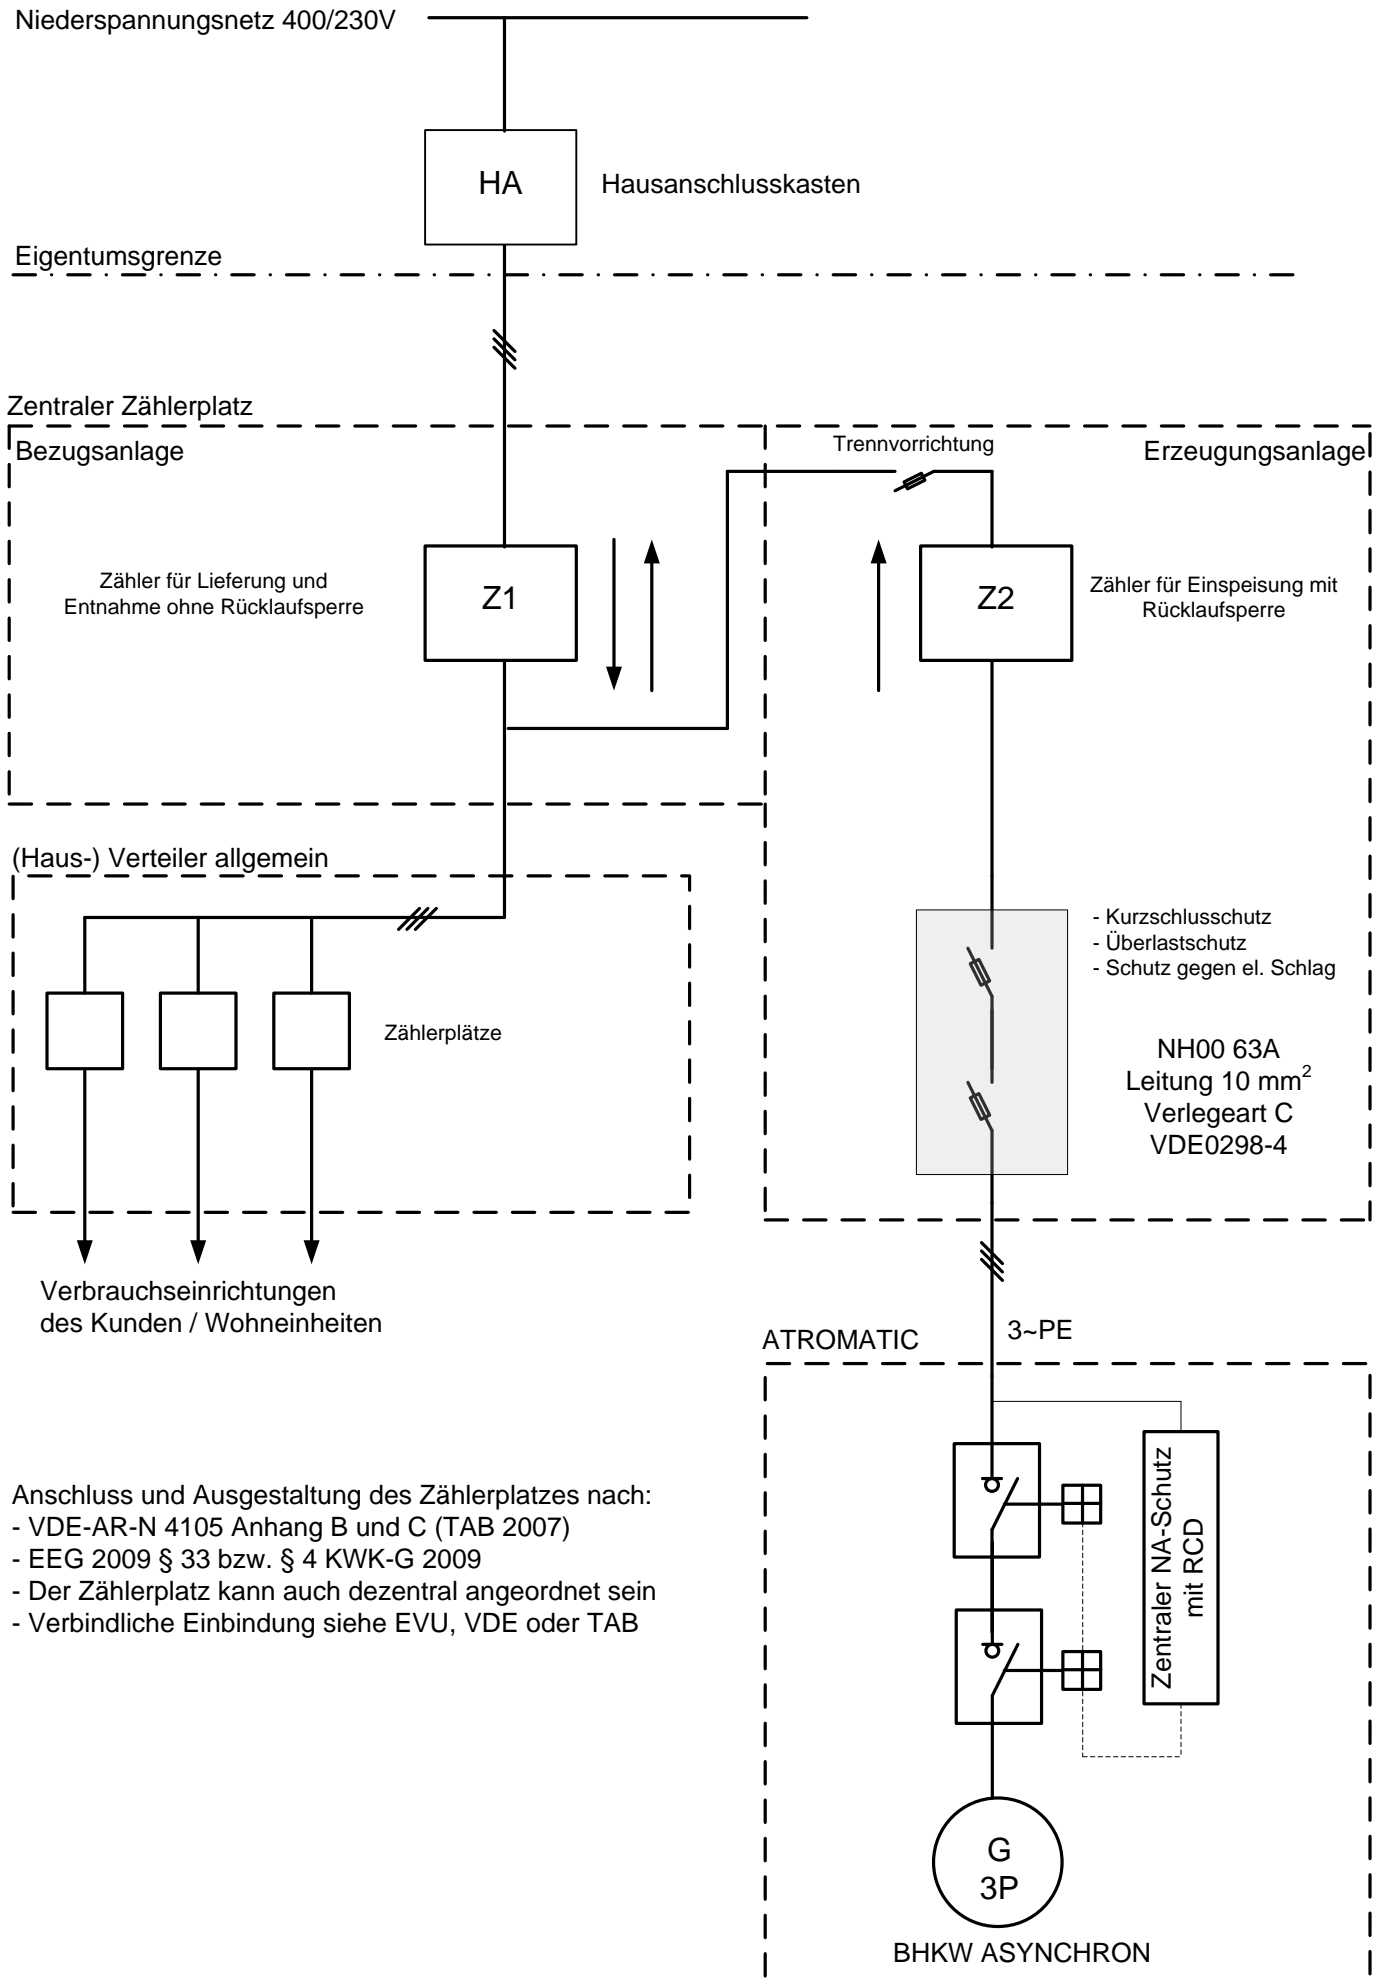 Niederspannungsnetz 400/230V
HA
Hausanschlusskasten
Eigentumsgrenze
Zentraler Zählerplatz
Bezugsanlage
Trennvorrichtung
Erzeugungsanlage
Zähler für Lieferung und
Entnahme ohne Rücklaufsperre
Z1
Z2
Zähler für Einspeisung mit
Rücklaufsperre
(Haus-) Verteiler allgemein
Zählerplätze
- Kurzschlusschutz
- Überlastschutz
- Schutz gegen el. Schlag
NH00 63A
Leitung 10 mm²
Verlegeart C
VDE0298-4
Verbrauchseinrichtungen
des Kunden / Wohneinheiten
ATROMATIC
3~PE
Anschluss und Ausgestaltung des Zählerplatzes nach:
- VDE-AR-N 4105 Anhang B und C (TAB 2007)
- EEG 2009 § 33 bzw. § 4 KWK-G 2009
- Der Zählerplatz kann auch dezentral angeordnet sein
- Verbindliche Einbindung siehe EVU, VDE oder TAB
Zentraler NA-Schutz
mit RCD
G
3P
BHKW ASYNCHRON